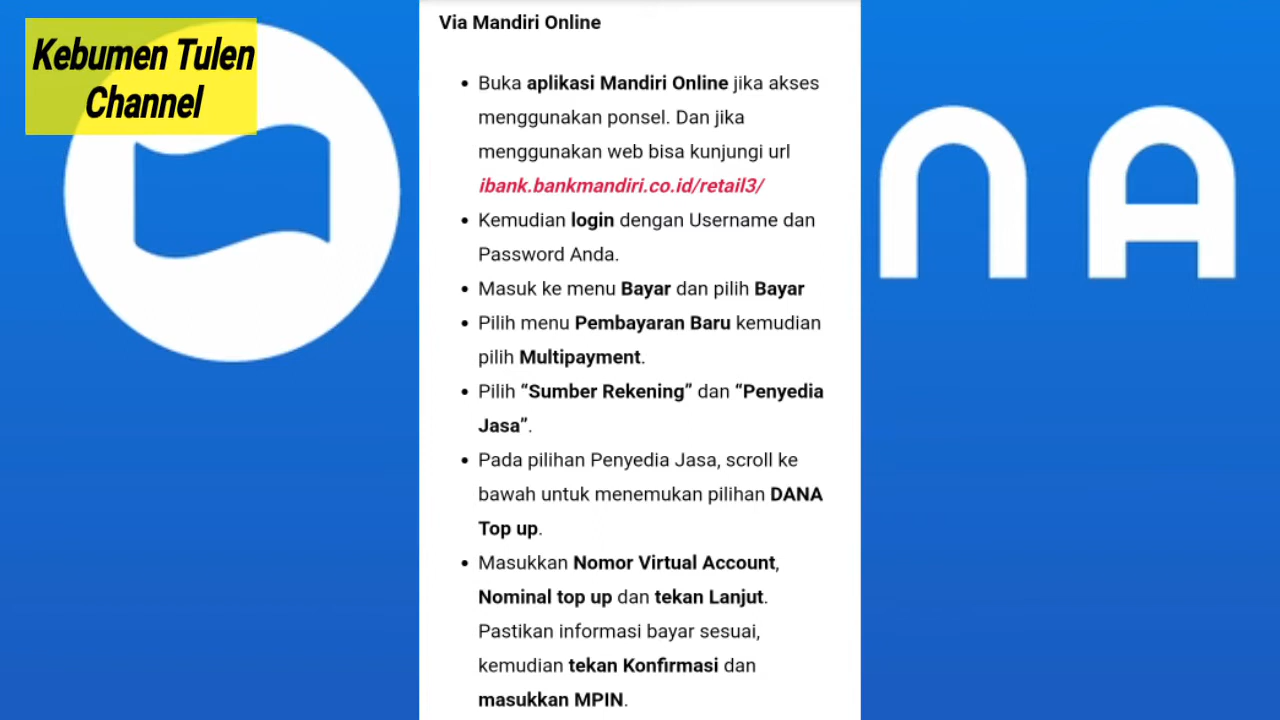 Kebumen Tulen
Channel
Via Mandiri Online
• Buka aplikasi Mandiri Online jika akses
menggunakan ponsel. Dan jika
menggunakan web bisa kunjungi url
ibank.bankmandiri.co.id/retail3/
• Kemudian login dengan Username dan
Password Anda.
• Masuk ke menu Bayar dan pilih Bayar
• Pilih menu Pembayaran Baru kemudian
pilih Multipayment.
• Pilih “Sumber Rekening” dan “Penyedia
Jasa”.
• Pada pilihan Penyedia Jasa, scroll ke
bawah untuk menemukan pilihan DANA
Top up.
• Masukkan Nomor Virtual Account,
Nominal top up dan tekan Lanjut.
Pastikan informasi bayar sesuai,
kemudian tekan Konfirmasi dan
masukkan MPIN.
NA